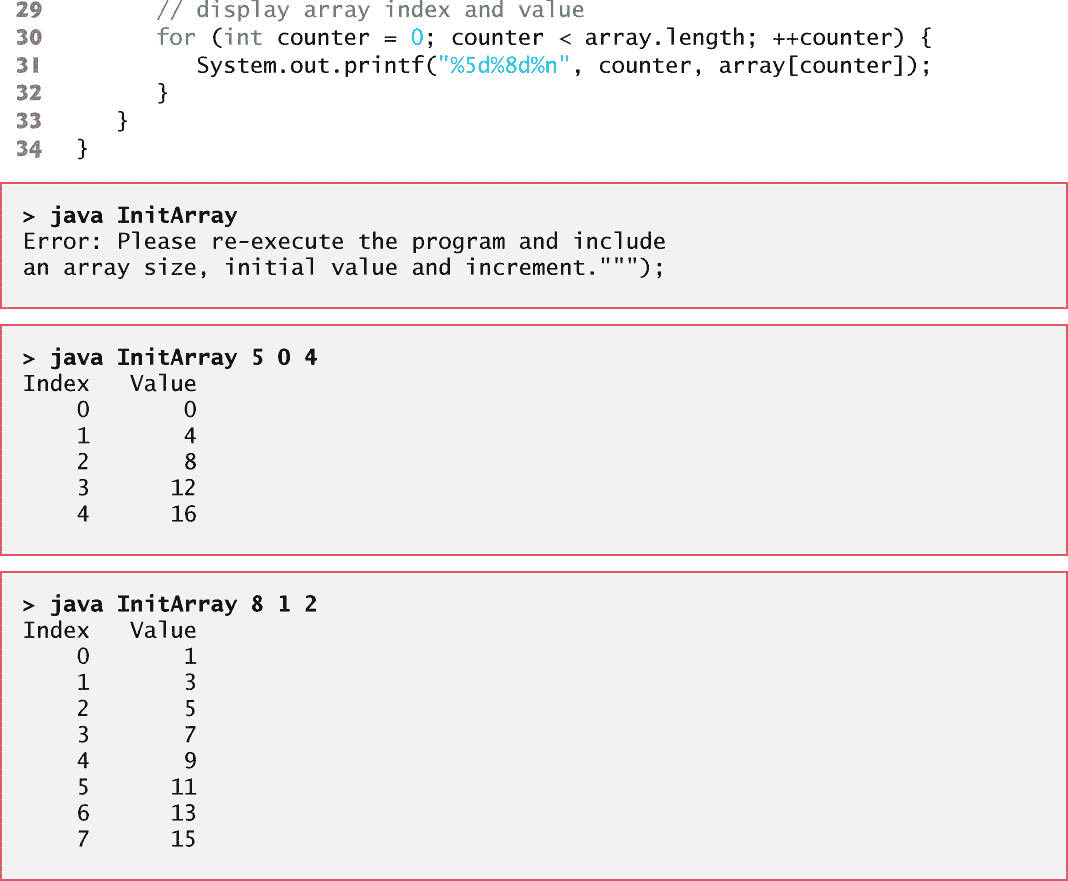 29 // display array index and value
30 for (int counter = 0; counter < array.length; ++counter) {
31 System.out.printf("%5d%8d%n", counter, array[counter]);
32 }
33 }
34 }
> java InitArray
Error: Please re-execute the program and include
an array size, initial value and increment.""");
> java InitArray 5 0 4
Index Value
0 0
1 4
2 8
3 12
4 16
> java InitArray 8 1 2
Index Value
0 1
1 3
2 5
3 7
4 9
5 11
6 13
7 15